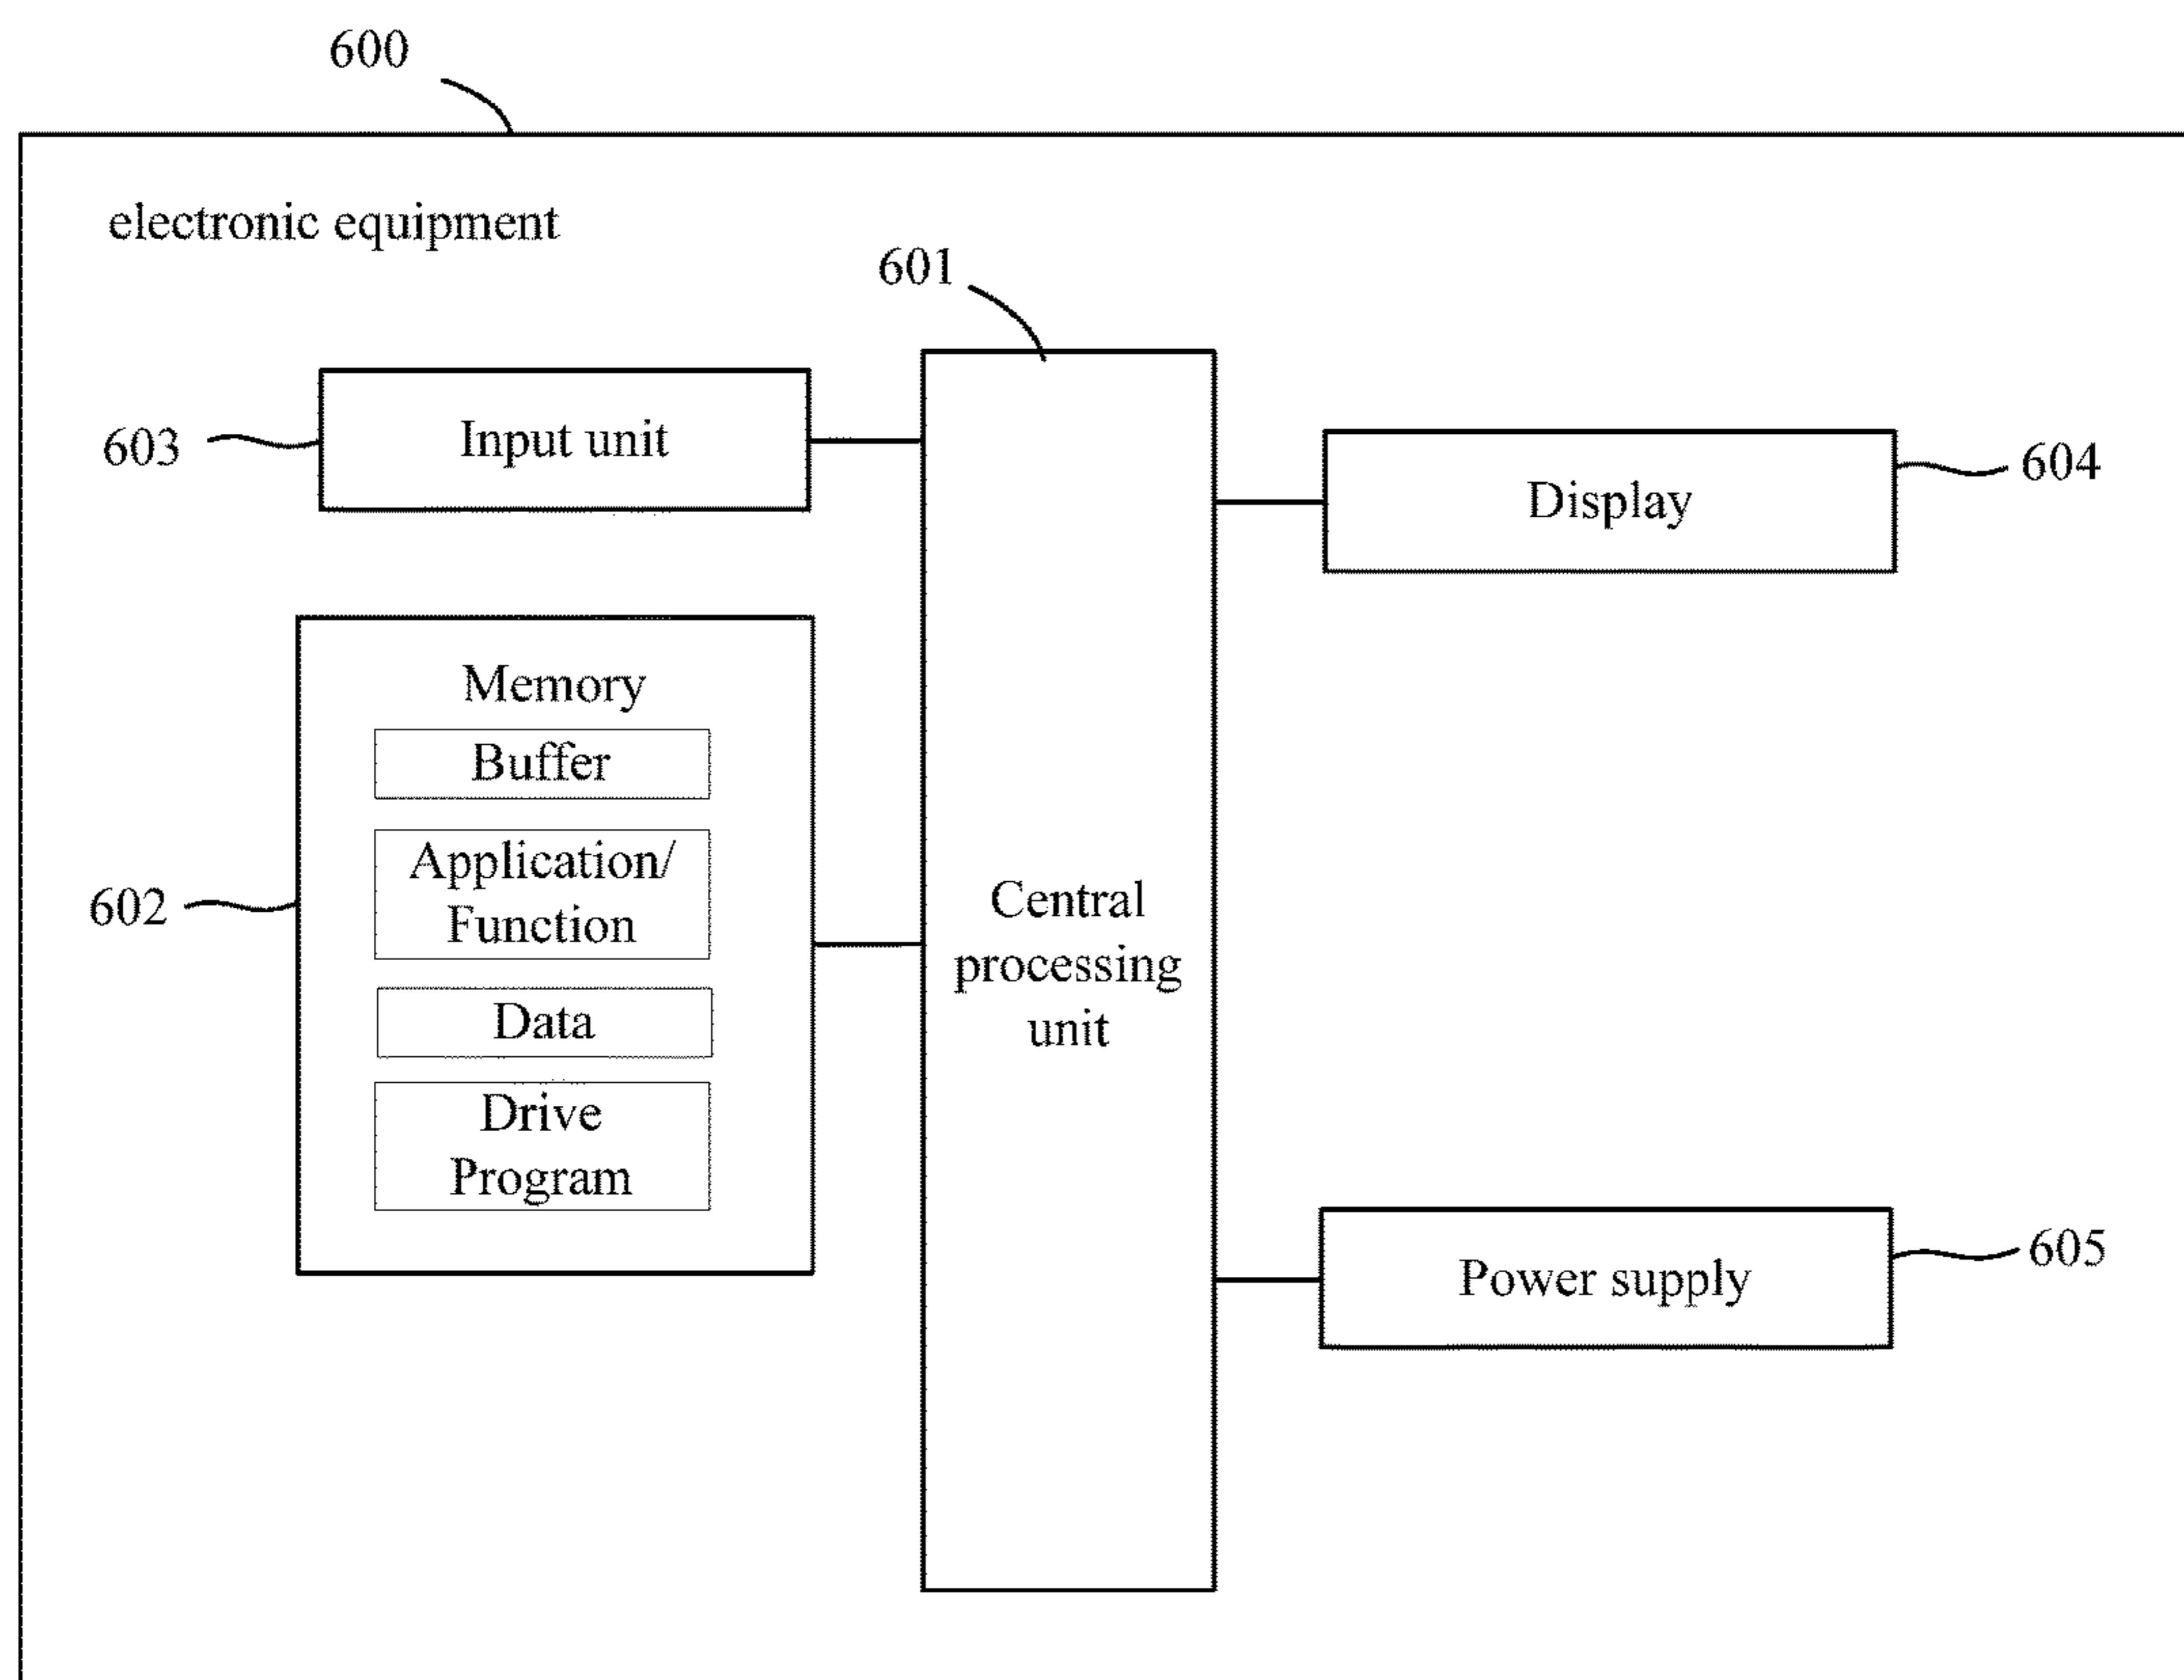 600
electronic equipment
601
603
Input unit
Display
604
Memory
Buffer
Application/
Function
602
Data
Drive
Program
Central
processing
unit
Power supply
605